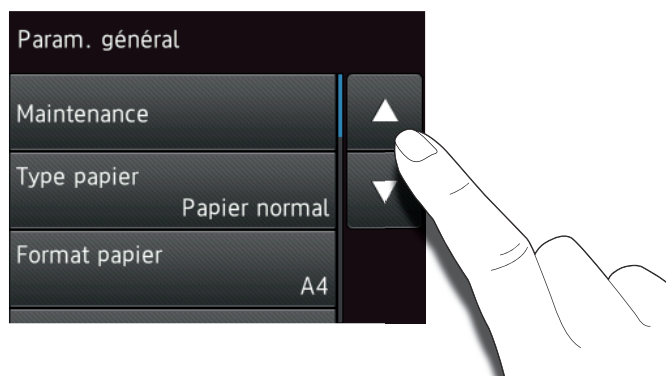 Param. général
Maintenance
Type papier
Papier normal
Format papier
A4